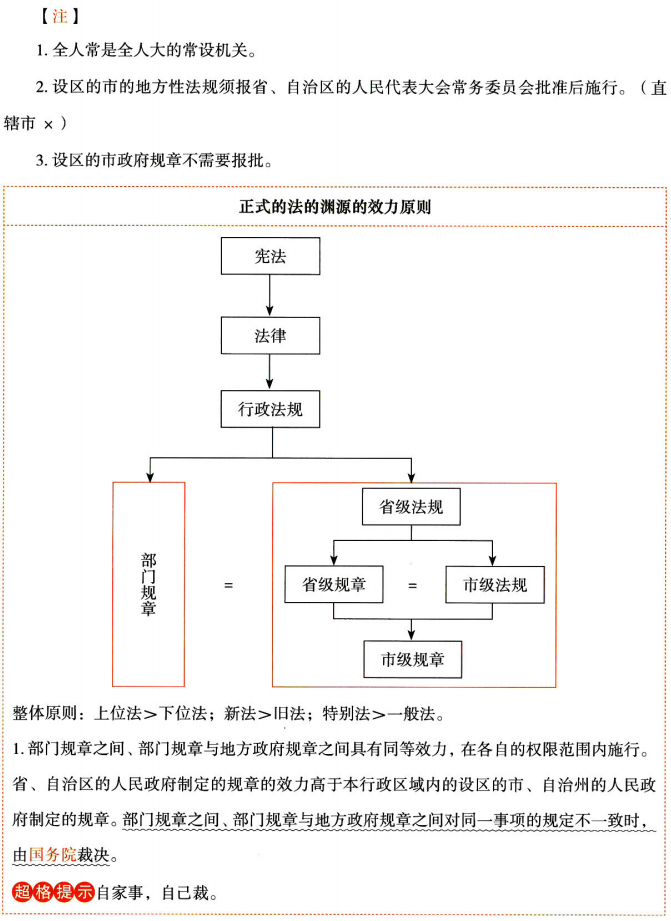 【注】
1. 全人常是全人大的常设机关。
2. 设区的市的地方性法规须报省、自治区的人民代表大会常务委员会批准后施行。（直
辖市 × ）
3. 设区的市政府规章不需要报批。
正式的法的渊源的效力原则
宪法
法律
行政法规
部门规章
=
省级法规
省级规章
=
市级法规
市级规章
整体原则：上位法＞下位法；新法＞旧法；特别法＞一般法。
1. 部门规章之间、部门规章与地方政府规章之间具有同等效力，在各自的权限范围内施行。
省、自治区的人民政府制定的规章的效力高于本行政区域内的设区的市、自治州的人民政
府制定的规章。部门规章之间、部门规章与地方政府规章之间对同一事项的规定不一致时，
由国务院裁决。
超格提示 自家事，自己裁。